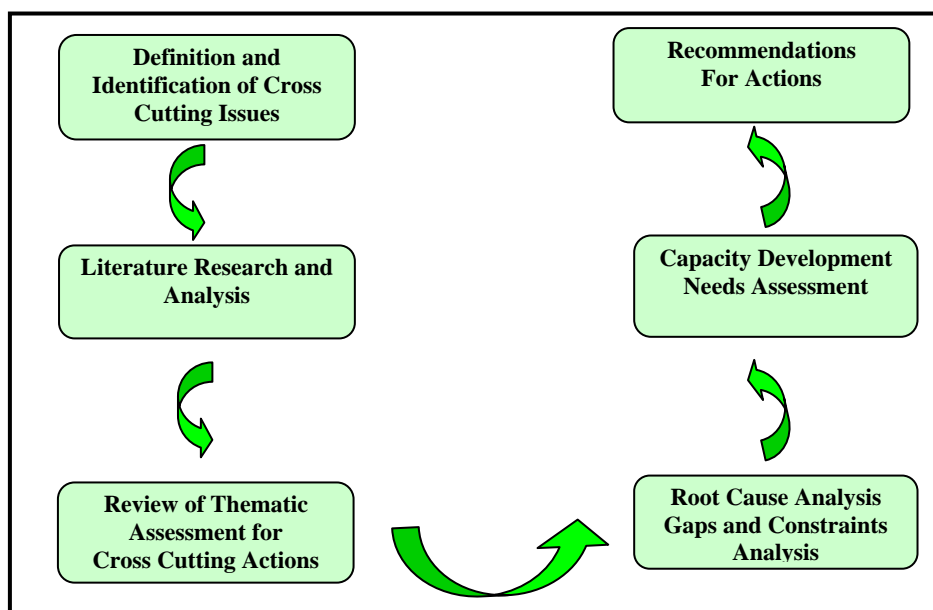 Definition and
Identification of Cross
Cutting Issues
Literature Research and
Analysis
Review of Thematic
Assessment for
Cross Cutting Actions
Root Cause Analysis
Gaps and Constraints
Analysis
Capacity Development
Needs Assessment
Recommendations
For Actions